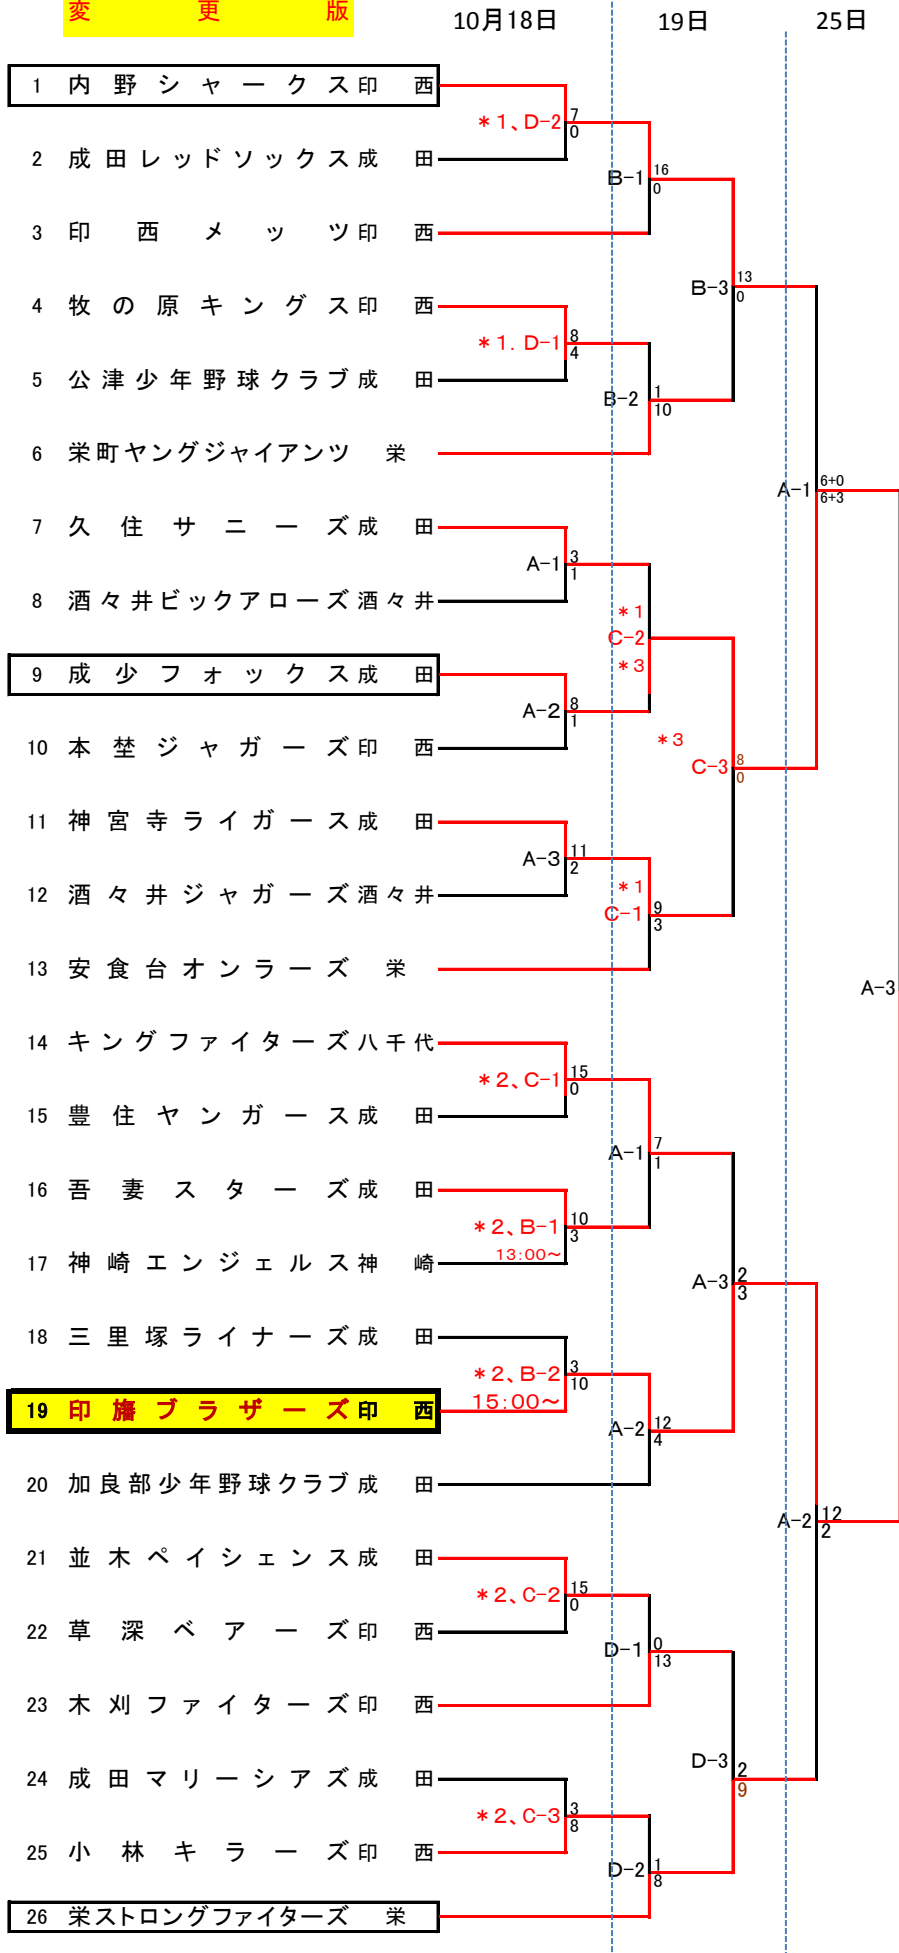 変更版
10月18日 19日 25日
1 内野シャークス 印西
*1、D-2 7
0
2 成田レッドソックス 成田
B-1 16
0
3 印西メッツ 印西
B-3 13
0
4 牧の原キングス 印西
*1. D-1 8
4
5 公津少年野球クラブ 成田
B-2 1
10
6 栄町ヤングジャイアンツ 栄
A-1 6+0
6+3
7 久住サニーズ 成田
A-1 3
1
8 酒々井ビックアローズ 酒々井
*1
C-2
*3
9 成少フォックス 成田
A-2 8
1
10 本埜ジャガーズ 印西
*3
C-3 8
0
11 神宮寺ライガース 成田
A-3 11
2
12 酒々井ジャガーズ 酒々井
*1
C-1 9
3
13 安食台オンラーズ 栄
A-3
14 キングファイターズ 八千代
*2、C-1 15
0
15 豊住ヤンガース 成田
A-1 7
1
16 吾妻スターズ 成田
*2、B-1 10
3
13:00~
17 神崎エンジェルス 神崎
A-3 2
3
18 三里塚ライナーズ 成田
*2、B-2 3
10
15:00~
19 印旛ブラザーズ 印西
A-2 12
4
20 加良部少年野球クラブ 成田
A-2 12
2
21 並木ペイシェンス 成田
*2、C-2 15
0
22 草深ベアーズ 印西
D-1 0
13
23 木刈ファイターズ 印西
D-3 2
9
24 成田マリーシアズ 成田
*2、C-3 3
8
25 小林キラーズ 印西
D-2 1
8
26 栄ストロングファイターズ 栄